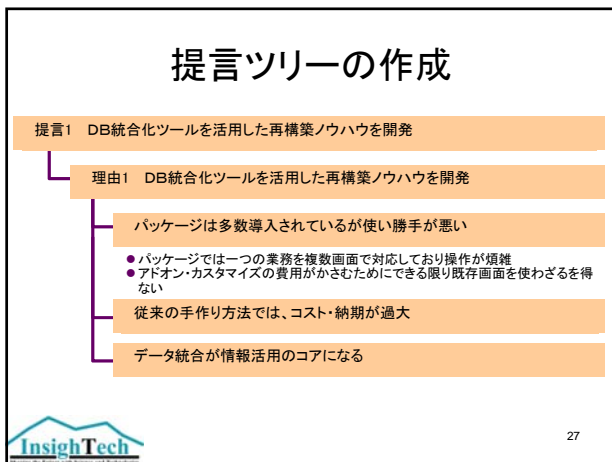 提言ツリーの作成
提言1　DB統合化ツールを活用した再構築ノウハウを開発
理由1　DB統合化ツールを活用した再構築ノウハウを開発
パッケージは多数導入されているが使い勝手が悪い
●パッケージでは一つの業務を複数画面で対応しており操作が煩雑
●アドオン・カスタマイズの費用がかさむためにできる限り既存画面を使わざるを得
ない
従来の手作り方法では、コスト・納期が過大
データ統合が情報活用のコアになる
InsighTech
27